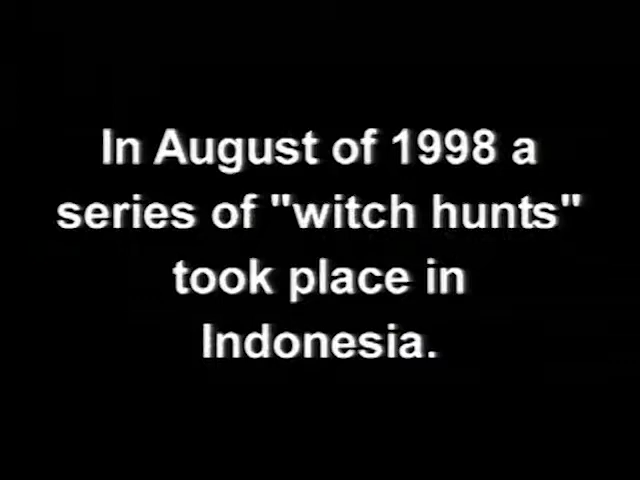 In August of 1998 a
series of "witch hunts"
took place in
Indonesia.